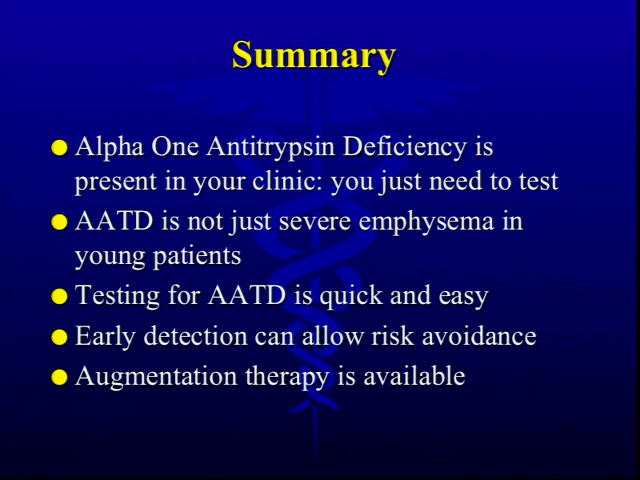 Summary
Alpha One Antitrypsin Deficiency is
present in your clinic: you just need to test
AATD is not just severe emphysema in
young patients
Testing for AATD is quick and easy
Early detection can allow risk avoidance
Augmentation therapy is available